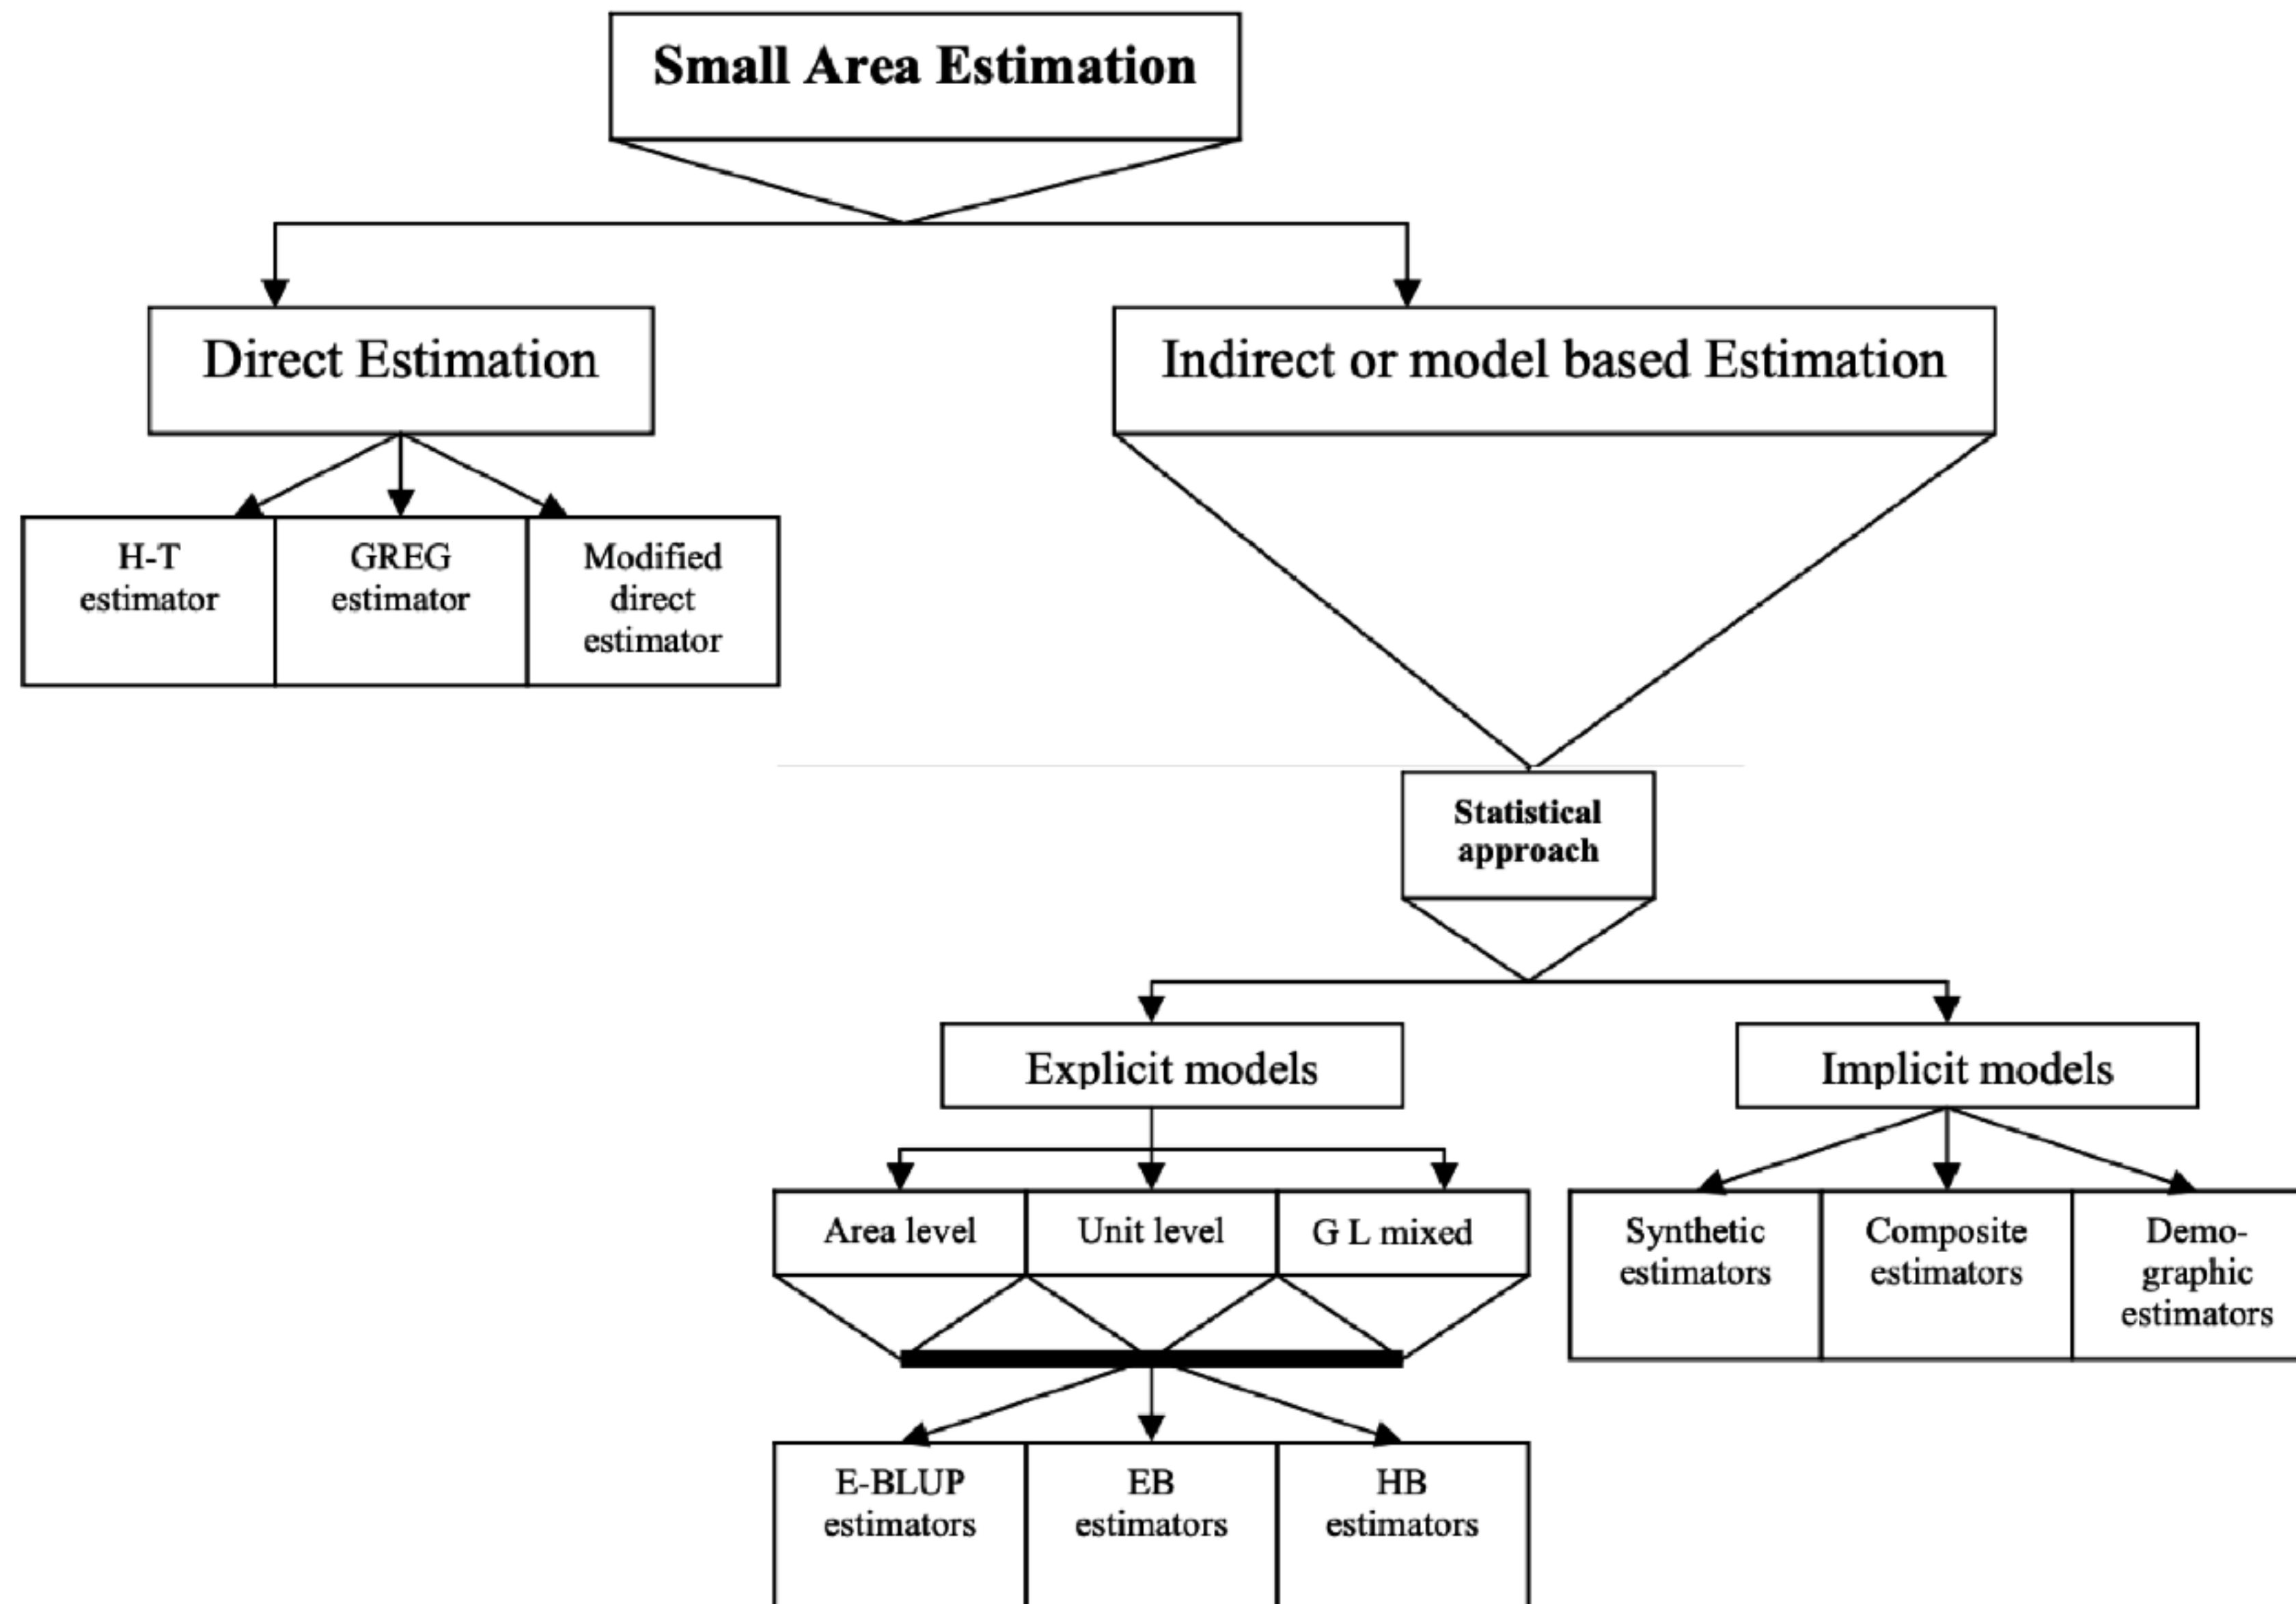 Small Area Estimation
Direct Estimation
Indirect or model based Estimation
H-T
estimator
GREG
estimator
Modified
direct
estimator
Statistical
approach
Explicit models
Implicit models
Area level
Unit level
G L mixed
Synthetic
estimators
Composite
estimators
Demo-
graphic
estimators
E-BLUP
estimators
EB
estimators
HB
estimators